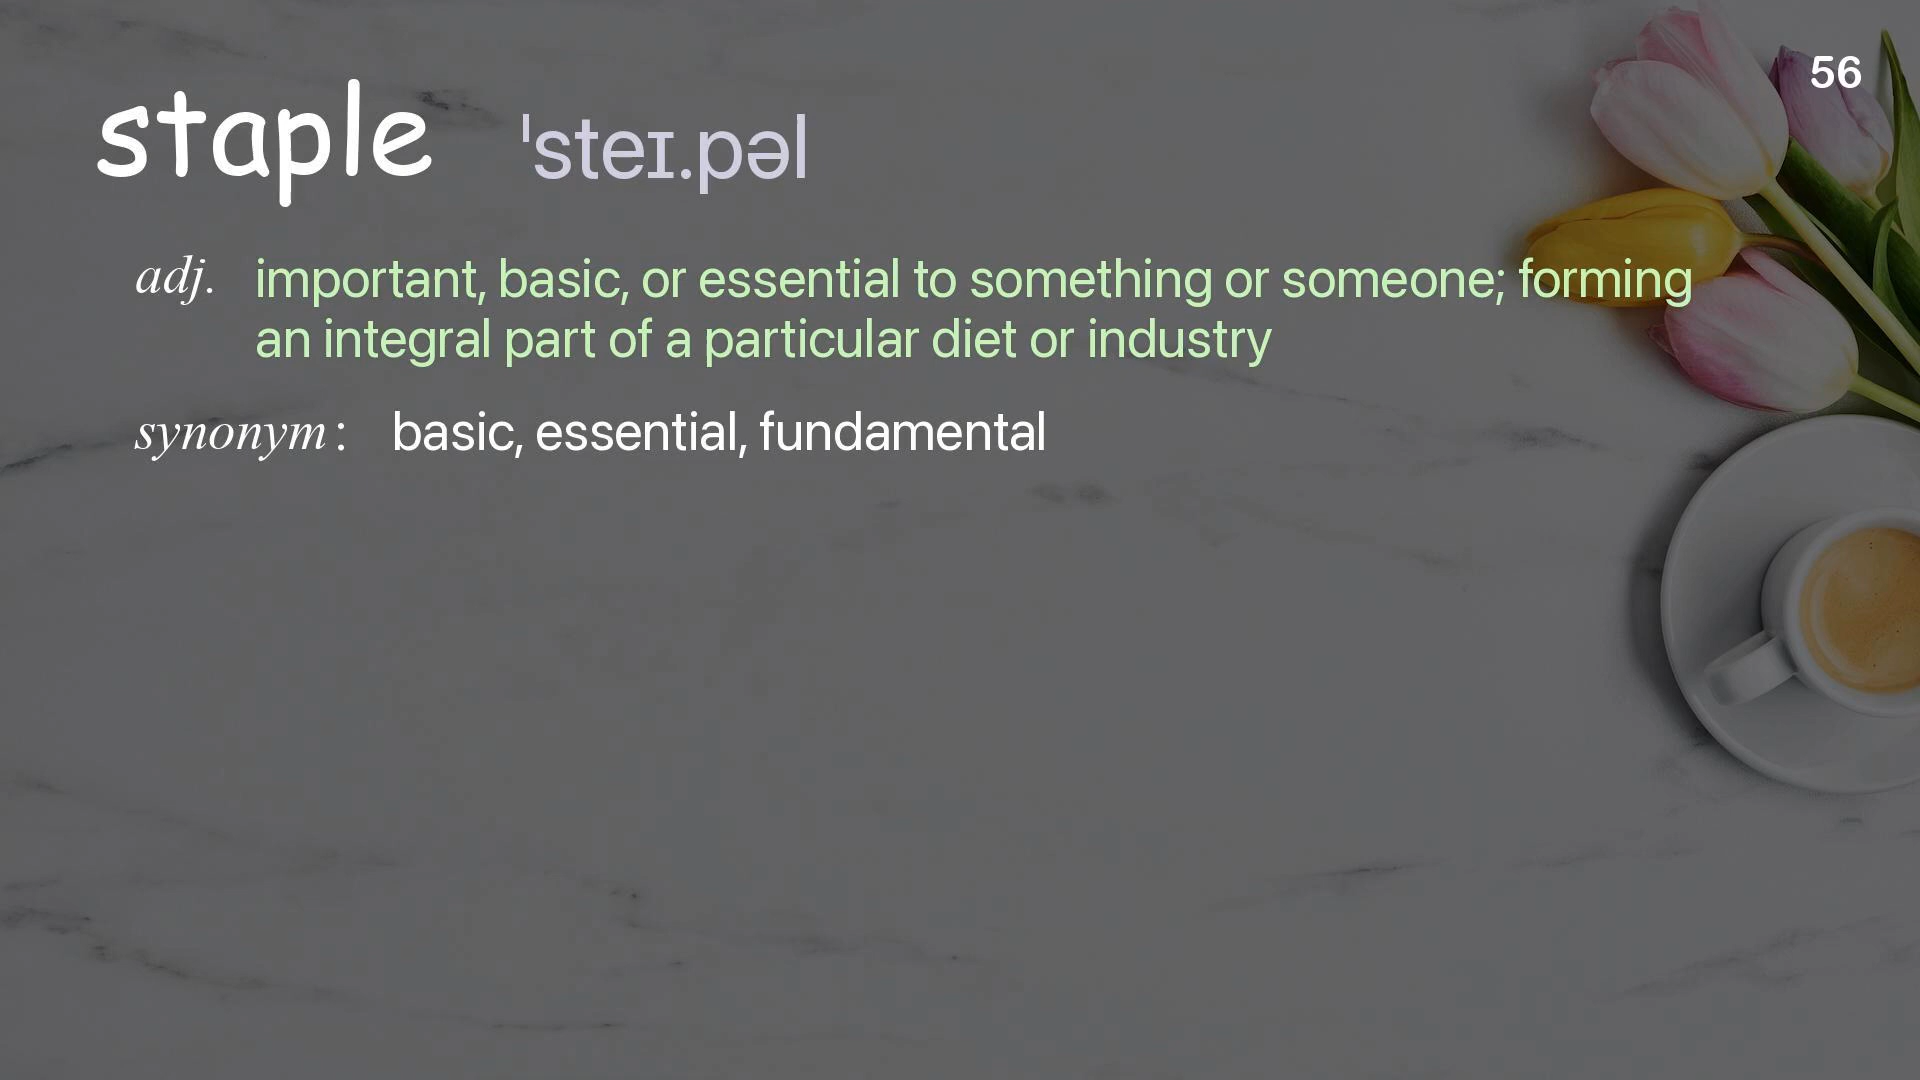 56
staple ˈsteɪ.pəl
adj. important, basic, or essential to something or someone; forming
an integral part of a particular diet or industry
synonym: basic, essential, fundamental